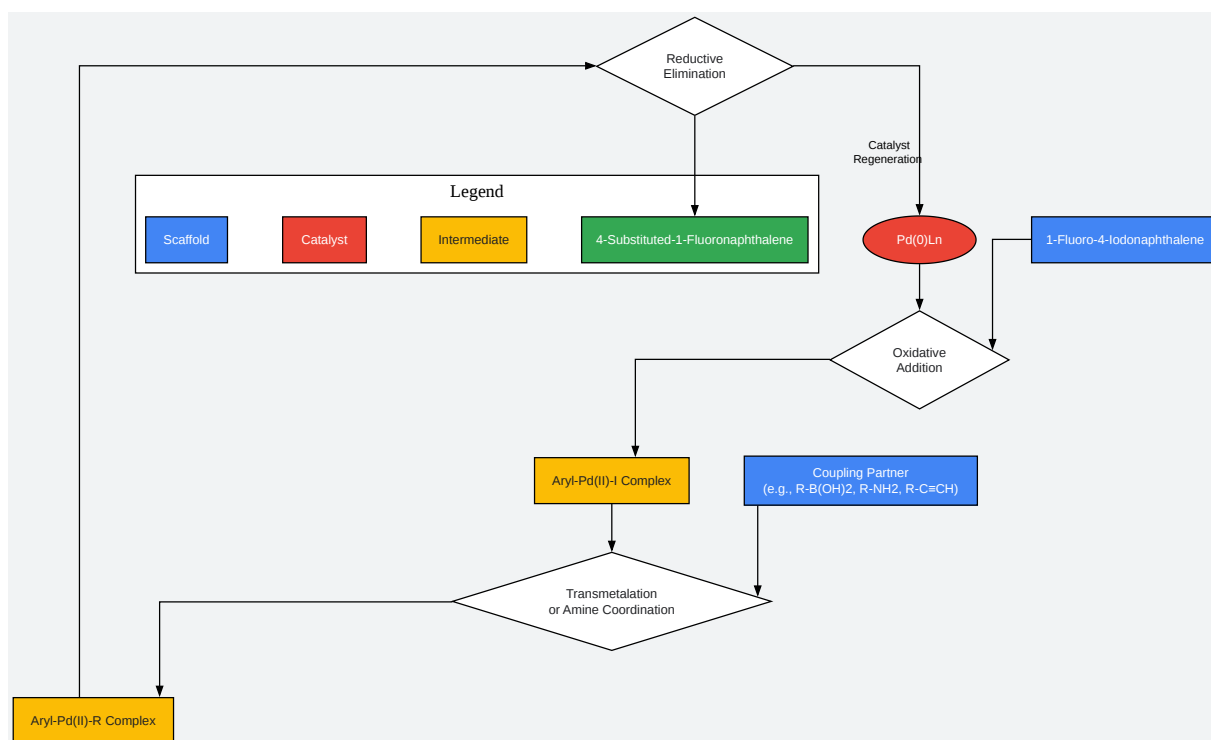 Reductive
Elimination
Catalyst
Regeneration
Legend
Scaffold
Catalyst
Intermediate
4-Substituted-1-Fluoronaphthalene
Pd(0)Ln
1-Fluoro-4-Iodonaphthalene
Oxidative
Addition
Aryl-Pd(II)-I Complex
Coupling Partner
(e.g., R-B(OH)2, R-NH2, R-C≡CH)
Transmetalation
or Amine Coordination
Aryl-Pd(II)-R Complex